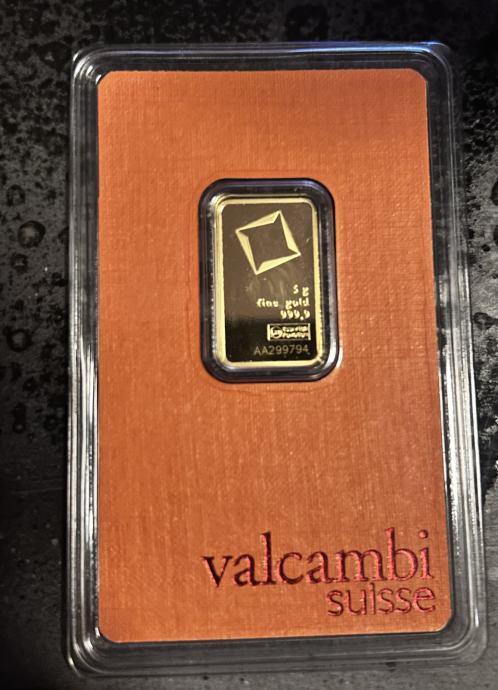 5 g
fine gold
999,9
AA299794
valcambi
suisse